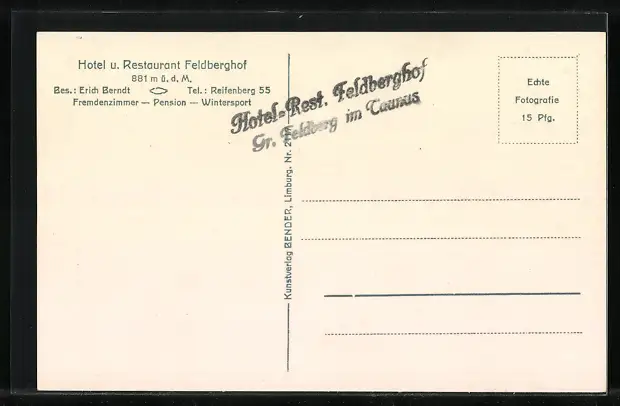 Hotel u. Restaurant Feldberghof
881 m ü. d. M.
Bes.: Erich Berndt Tel.: Reifenberg 55
Fremdenzimmer — Pension — Wintersport
Hotel-Rest. Feldberghof
Gr. Feldberg im Taunus
Echte
Fotografie
15 Pfg.
Kunstverlag BENDER, Limburg, Nr.